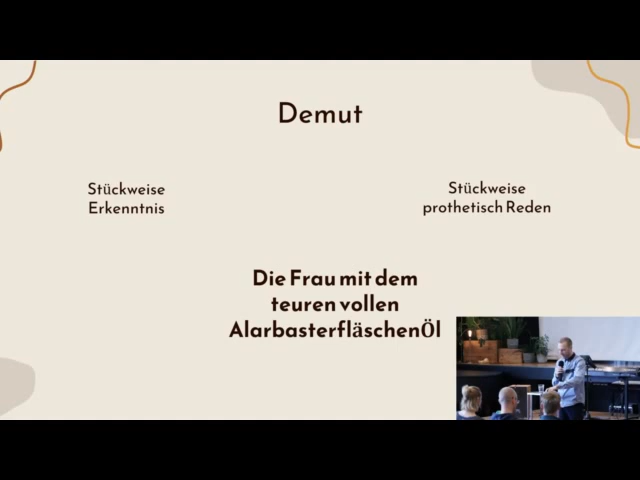 Demut
Stückweise
Erkenntnis
Stückweise
prothetisch Reden
Die Frau mit dem
teuren vollen
AlarbasterfläschenÖl